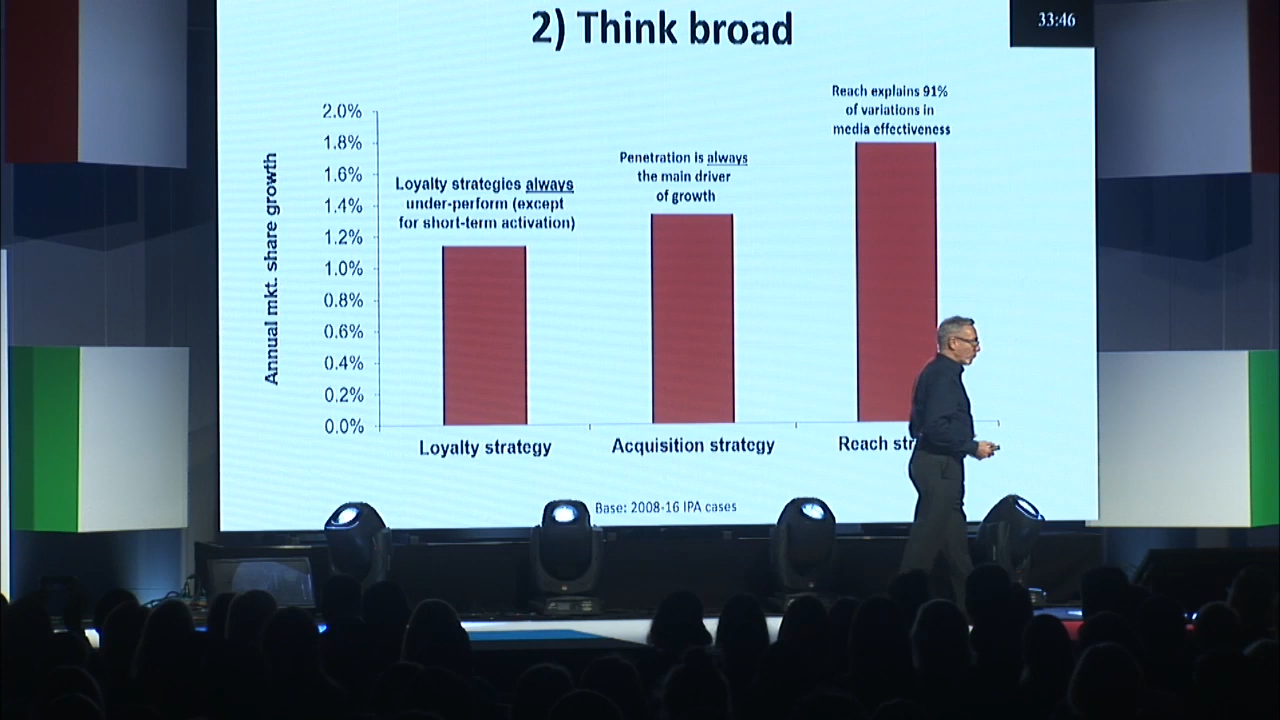 2) Think broad
33:46
Reach explains 91%
of variations in
media effectiveness
Penetration is always
the main driver
of growth
Loyalty strategies always
under-perform (except
for short-term activation)
Annual mkt. share growth
2.0%
1.8%
1.6%
1.4%
1.2%
1.0%
0.8%
0.6%
0.4%
0.2%
0.0%
Loyalty strategy
Acquisition strategy
Reach str
Base: 2008-16 IPA cases